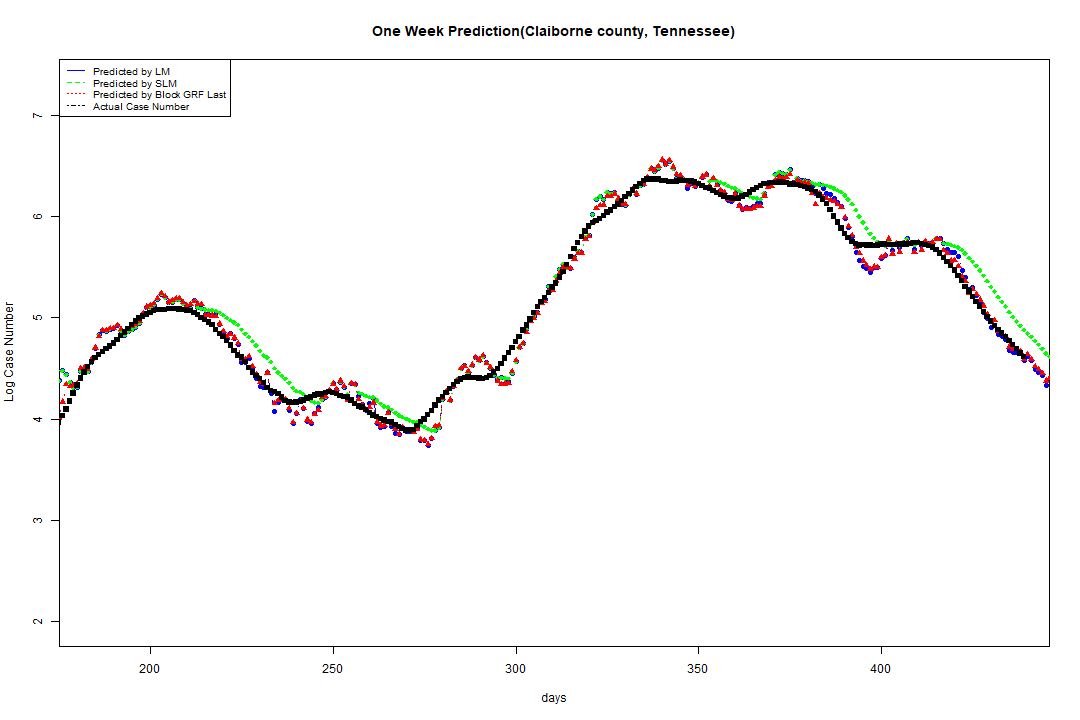 One Week Prediction(Claiborne county, Tennessee)
Predicted by LM
Predicted by SLM
Predicted by Block GRF Last
Actual Case Number
7
6
5
4
3
2
Log Case Number
200 250 300 350 400
days